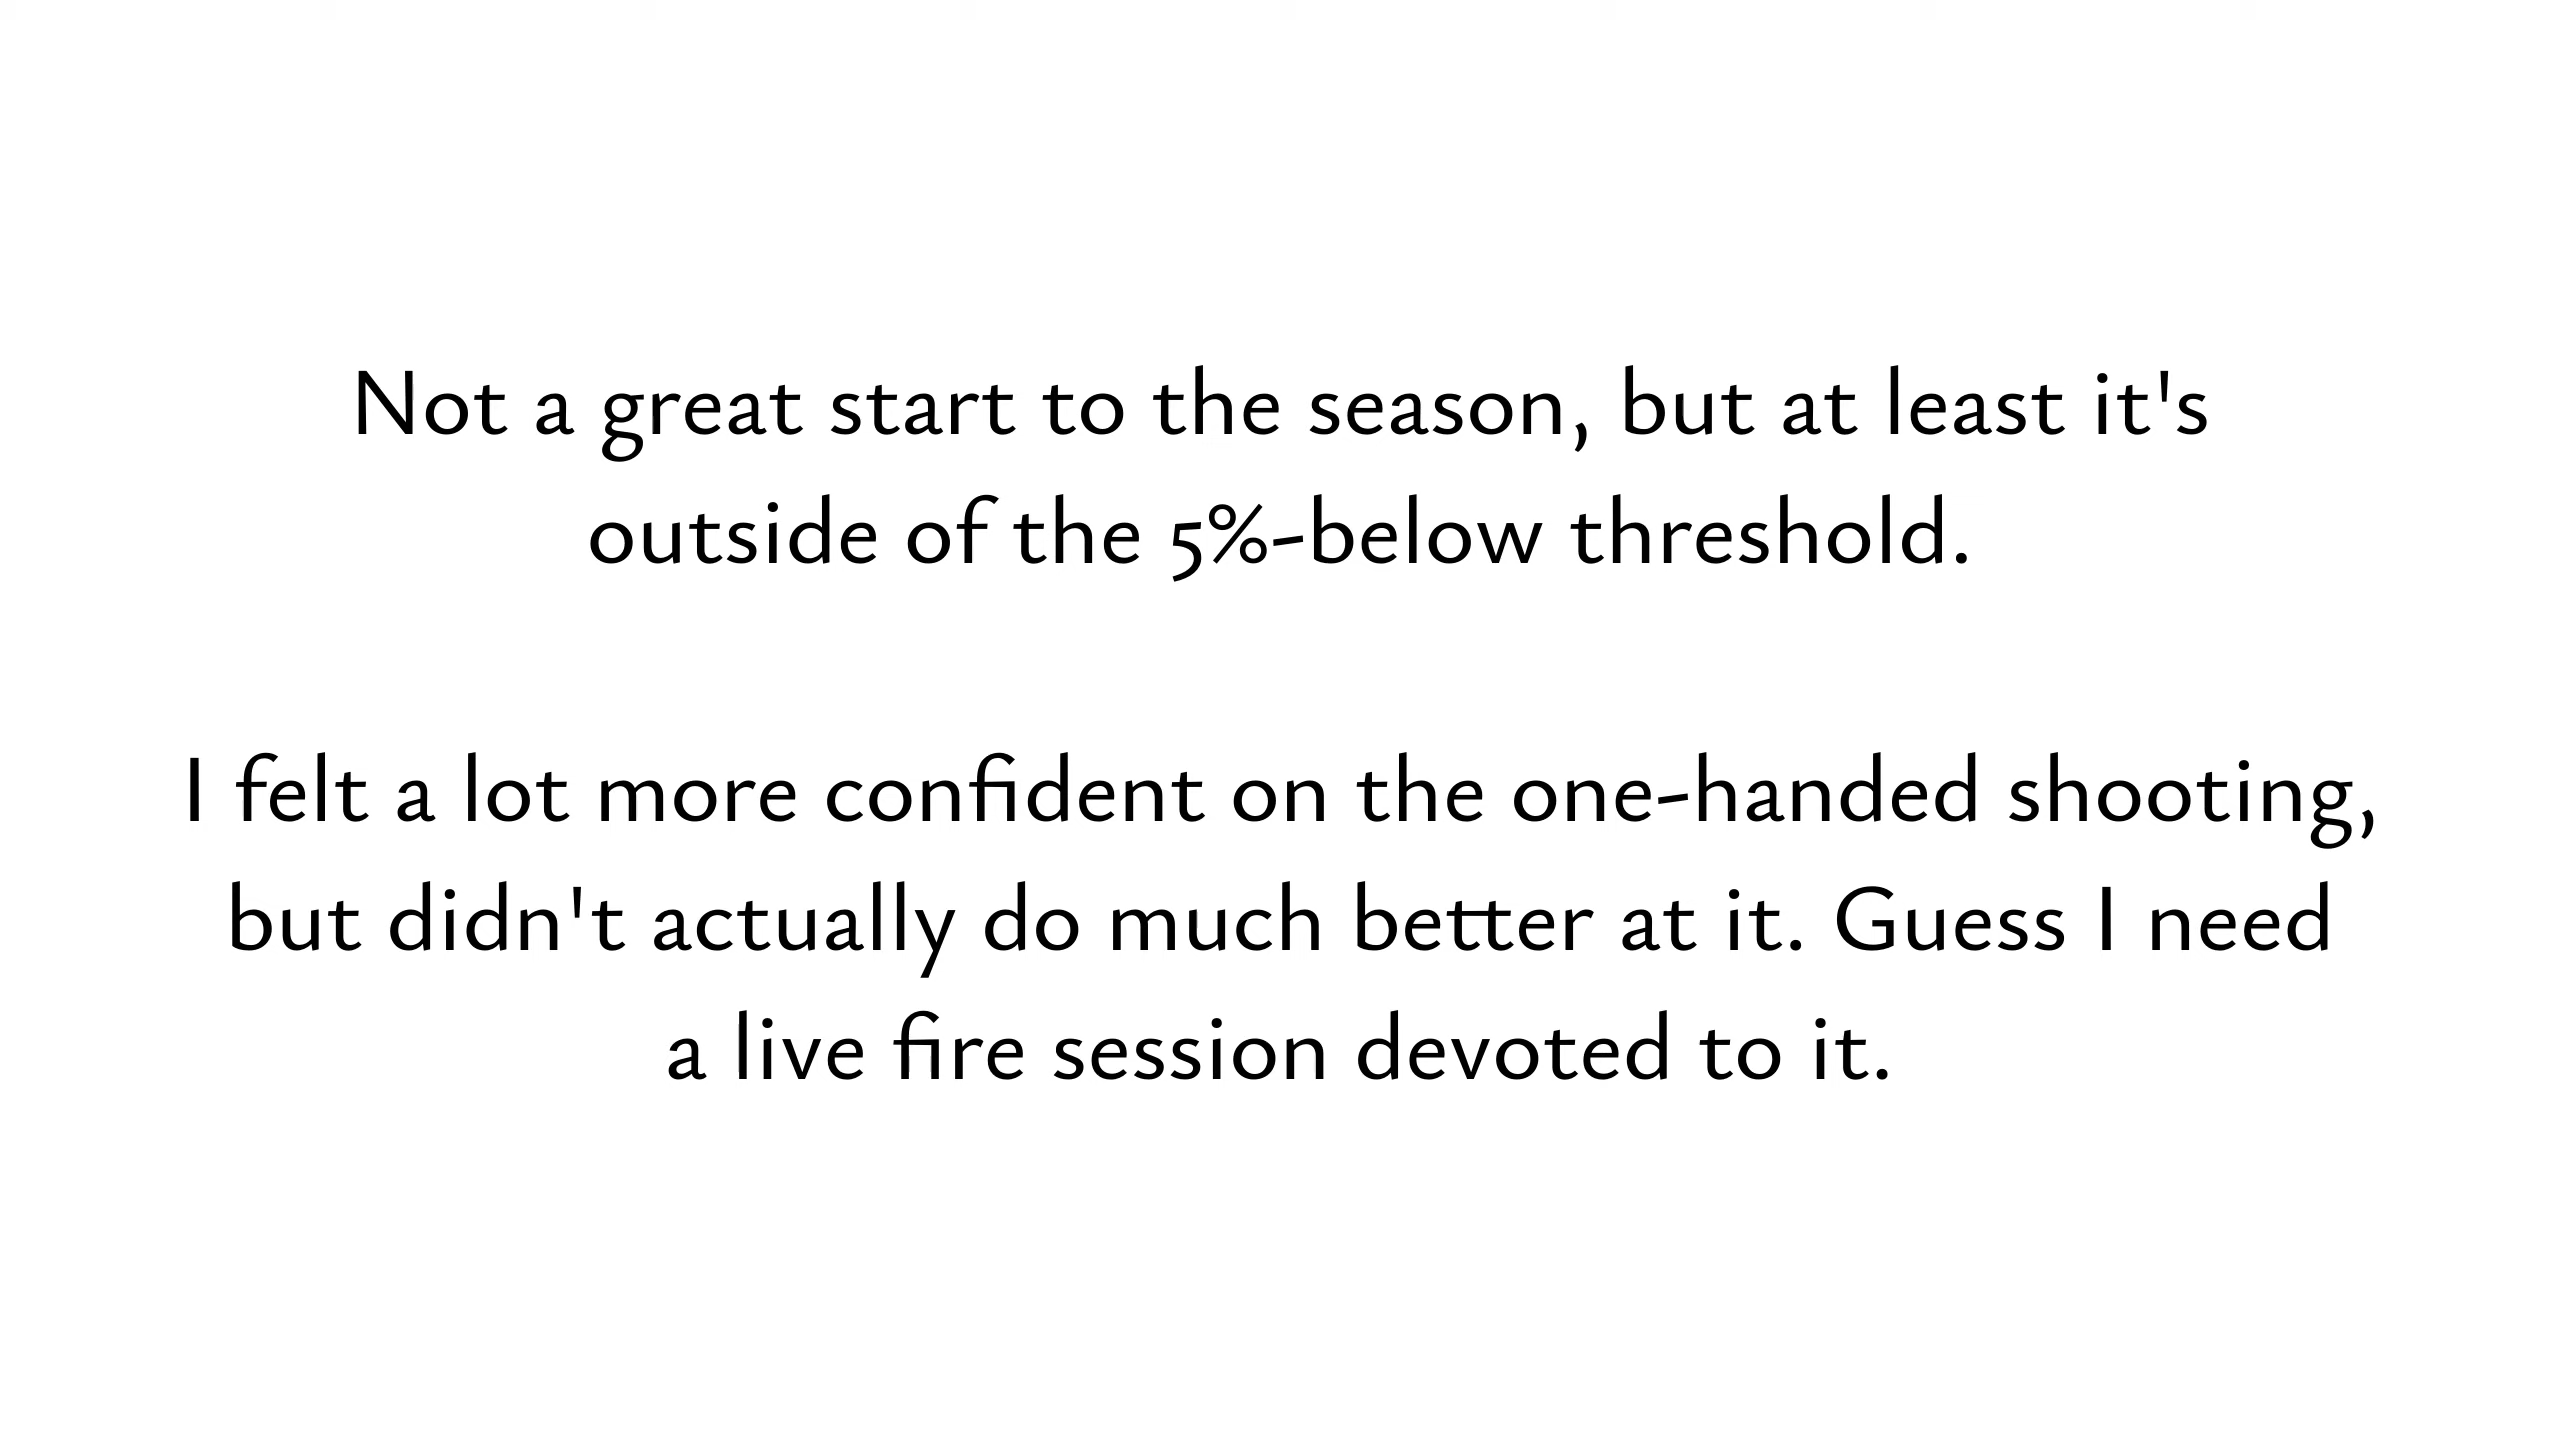 Not a great start to the season, but at least it's
outside of the 5%-below threshold.
I felt a lot more confident on the one-handed shooting,
but didn't actually do much better at it. Guess I need
a live fire session devoted to it.